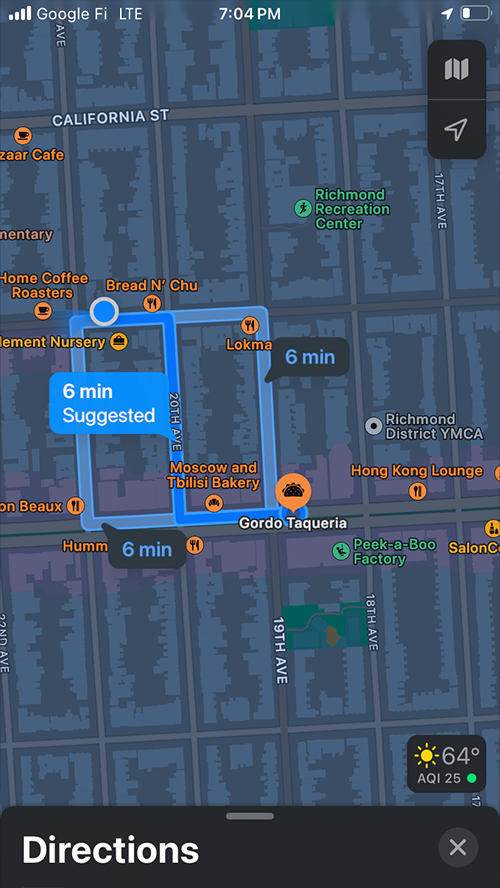 Google Fi LTE 7:04 PM
AVE
CALIFORNIA ST
zaar Cafe
17TH AVE
Richmond
Recreation
Center
mentary
Home Coffee
Roasters
Bread N' Chu
lement Nursery
Lokma
6 min
6 min
Suggested
20TH AVE
Richmond
District YMCA
Moscow and
Tbilisi Bakery
Hong Kong Lounge
on Beaux
Gordo Taqueria
Humm
6 min
Peek-a-Boo
Factory
SalonCe
22ND AVE
19TH AVE
18TH AVE
64°
AQI 25
17
Directions